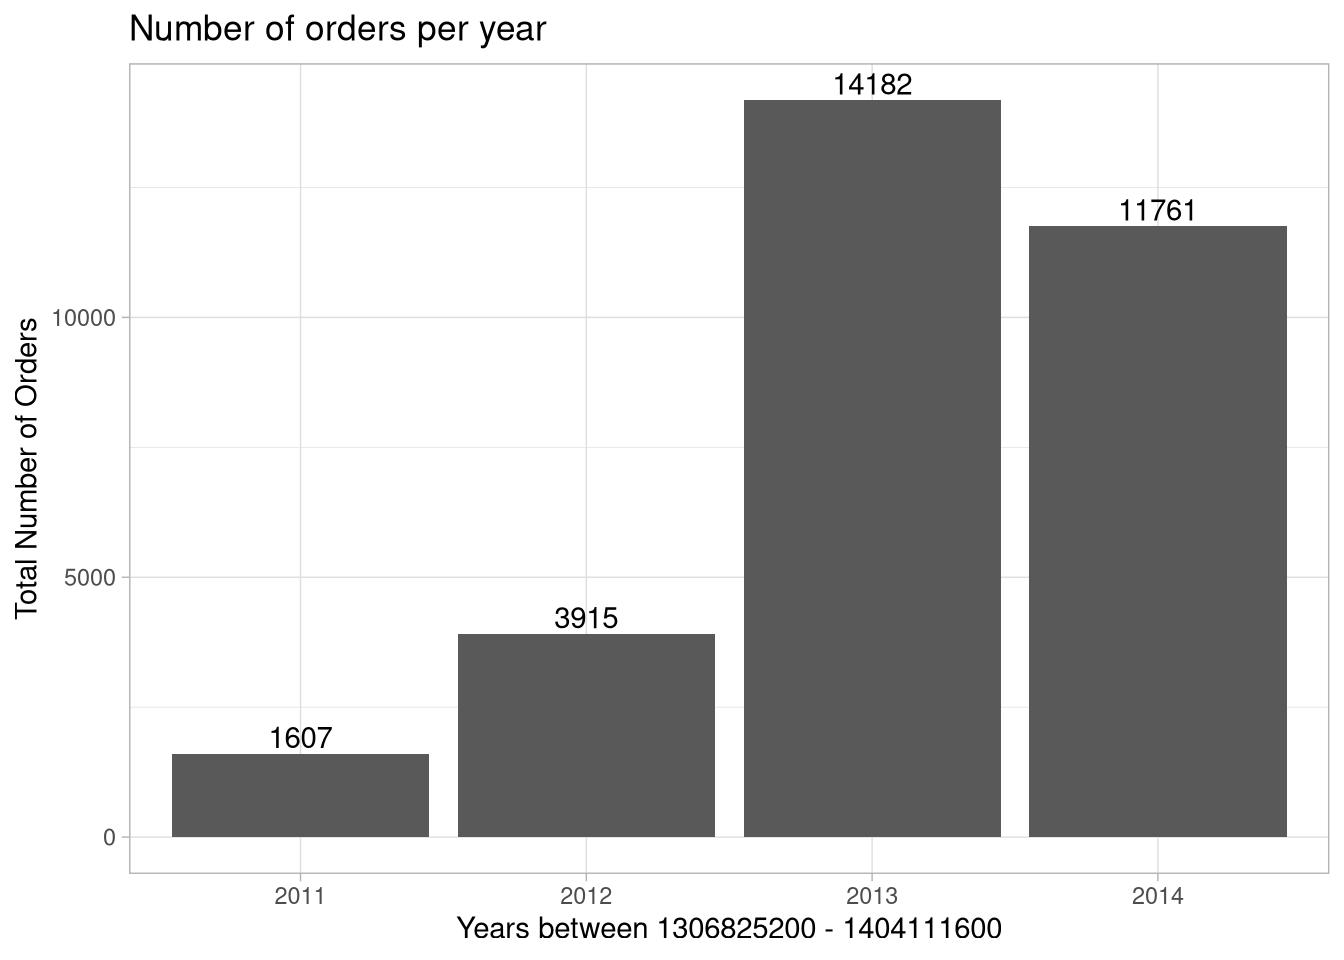 Number of orders per year
14182
11761
10000
5000
3915
1607
0
Total Number of Orders
2011 2012 2013 2014
Years between 1306825200 - 1404111600